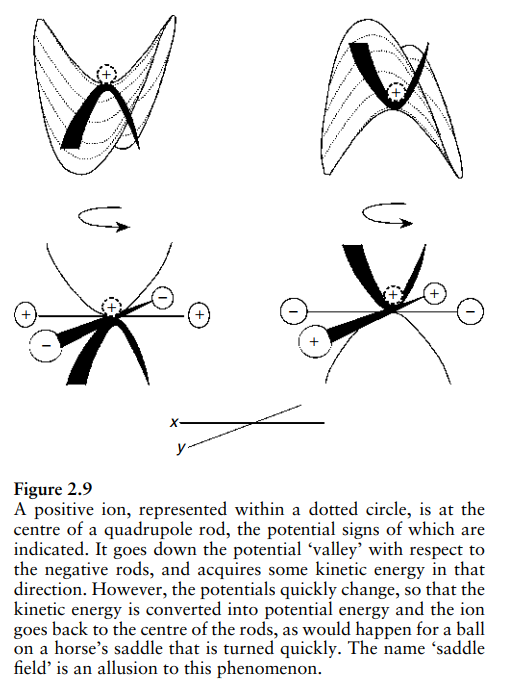 +
+
−
+
+
+
−
−
+
+
−
−
+
x
y
Figure 2.9
A positive ion, represented within a dotted circle, is at the
centre of a quadrupole rod, the potential signs of which are
indicated. It goes down the potential ‘valley’ with respect to
the negative rods, and acquires some kinetic energy in that
direction. However, the potentials quickly change, so that the
kinetic energy is converted into potential energy and the ion
goes back to the centre of the rods, as would happen for a ball
on a horse’s saddle that is turned quickly. The name ‘saddle
field’ is an allusion to this phenomenon.